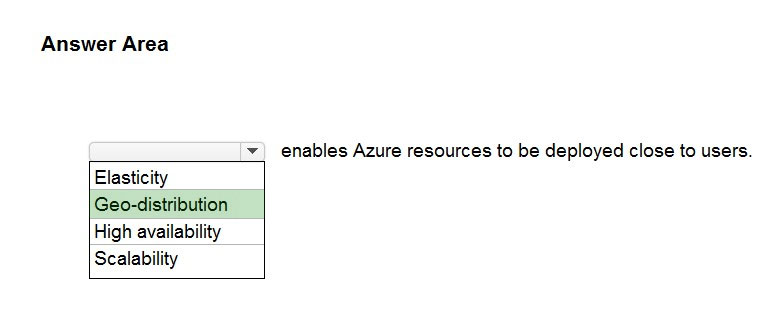 Answer Area
enables Azure resources to be deployed close to users.
Elasticity
Geo-distribution
High availability
Scalability